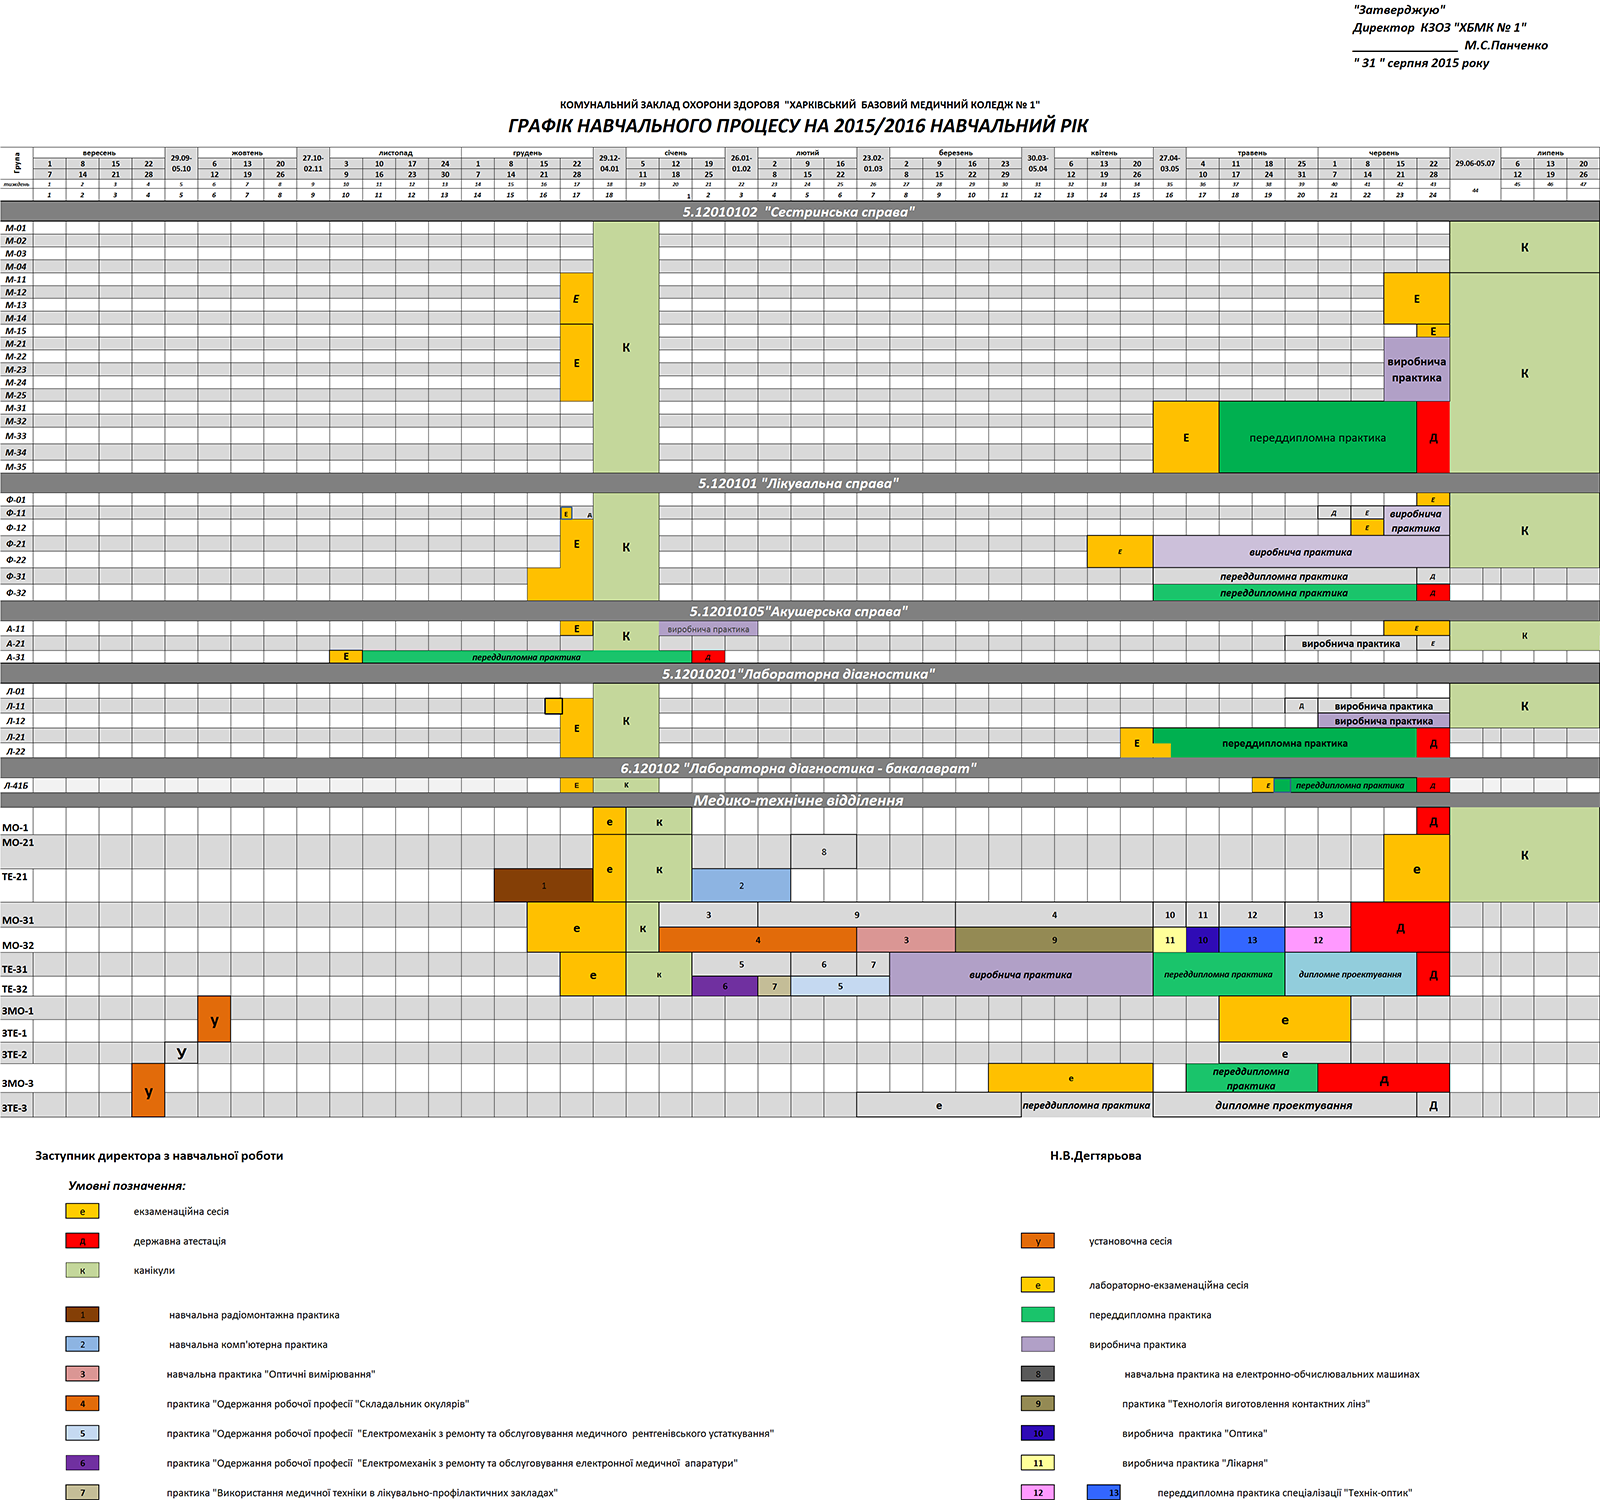 "Затверджую"
Директор КЗОЗ "ХБМК № 1"
________________ М.С.Панченко
" 31 " серпня 2015 року
КОМУНАЛЬНИЙ ЗАКЛАД ОХОРОНИ ЗДОРОВЯ "ХАРКІВСЬКИЙ БАЗОВИЙ МЕДИЧНИЙ КОЛЕДЖ № 1"
ГРАФІК НАВЧАЛЬНОГО ПРОЦЕСУ НА 2015/2016 НАВЧАЛЬНИЙ РІК
Група вересень 29.09-05.10 жовтень 27.10-02.11 листопад грудень 29.12-04.01 січень 26.01-01.02 лютий 23.02-01.03 березень 30.03-05.04 квітень 27.04-03.05 травень червень 29.06-05.07 липень
1 8 15 22 6 13 20 3 10 17 24 1 8 15 22 5 12 19 2 9 16 2 9 16 23 6 13 20 4 11 18 25 1 8 15 22 6 13 20
7 14 21 28 12 19 26 9 16 23 30 7 14 21 28 11 18 25 8 15 22 8 15 22 29 12 19 26 10 17 24 31 7 14 21 28 12 19 26
тиждень 1 2 3 4 5 6 7 8 9 10 11 12 13 14 15 16 17 18 19 20 21 22 23 24 25 26 27 28 29 30 31 32 33 34 35 36 37 38 39 40 41 42 43 44 45 46 47
1 2 3 4 5 6 7 8 9 10 11 12 13 14 15 16 17 18 1 2 3 4 5 6 7 8 9 10 11 12 13 14 15 16 17 18 19 20 21 22 23 24
5.12010102 "Сестринська справа"
М-01
М-02
М-03 К
М-04
М-11
М-12
М-13 Е Е
М-14
М-15 Е
М-21
М-22 К виробнича
М-23 Е практика К
М-24
М-25
М-31
М-32
М-33 Е переддипломна практика Д
М-34
М-35
5.120101 "Лікувальна справа"
Ф-01 Е
Ф-11 Е Д Д Е виробнича
Ф-12 Е практика К
Ф-21 Е К Е виробнича практика
Ф-22
Ф-31 переддипломна практика Д
Ф-32 переддипломна практика Д
5.12010105"Акушерська справа"
А-11 Е К виробнича практика Е К
А-21 виробнича практика Е
А-31 Е переддипломна практика Д
5.12010201"Лабораторна діагностика"
Л-01
Л-11 Д виробнича практика К
Л-12 К виробнича практика
Л-21 Е Е переддипломна практика Д
Л-22
6.120102 "Лабораторна діагностика - бакалаврат"
Л-41Б Е К Е переддипломна практика Д
Медико-технічне відділення
МО-1 е к Д
МО-21 8 К
ТЕ-21 1 е к 2 е
МО-31 3 9 4 10 11 12 13
МО-32 е к 4 3 9 11 10 13 12 Д
ТЕ-31 5 6 7
е к виробнича практика переддипломна практика дипломне проектування Д
ТЕ-32 6 7 5
ЗМО-1
у е
ЗТЕ-1
ЗТЕ-2 У е
ЗМО-3 у е переддипломна практика Д
ЗТЕ-3 е переддипломна практика дипломне проектування Д
Заступник директора з навчальної роботи Н.В.Дегтярьова
Умовні позначення:
е екзаменаційна сесія
Д державна атестація у установочна сесія
к канікули
е лабораторно-екзаменаційна сесія
1 навчальна радіомонтажна практика переддипломна практика
2 навчальна комп'ютерна практика виробнича практика
3 навчальна практика "Оптичні вимірювання" 8 навчальна практика на електронно-обчислювальних машинах
4 практика "Одержання робочої професії "Складальник окулярів" 9 практика "Технологія виготовлення контактних лінз"
5 практика "Одержання робочої професії "Електромеханік з ремонту та обслуговування медичного рентгенівського устаткування" 10 виробнича практика "Оптика"
6 практика "Одержання робочої професії "Електромеханік з ремонту та обслуговування електронної медичної апаратури" 11 виробнича практика "Лікарня"
7 практика "Використання медичної техніки в лікувально-профілактичних закладах" 12 13 переддипломна практика спеціалізації "Технік-оптик"